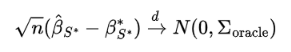 √n(β̂_{S*} − β*_{S*}) →^d N(0, Σ_oracle)